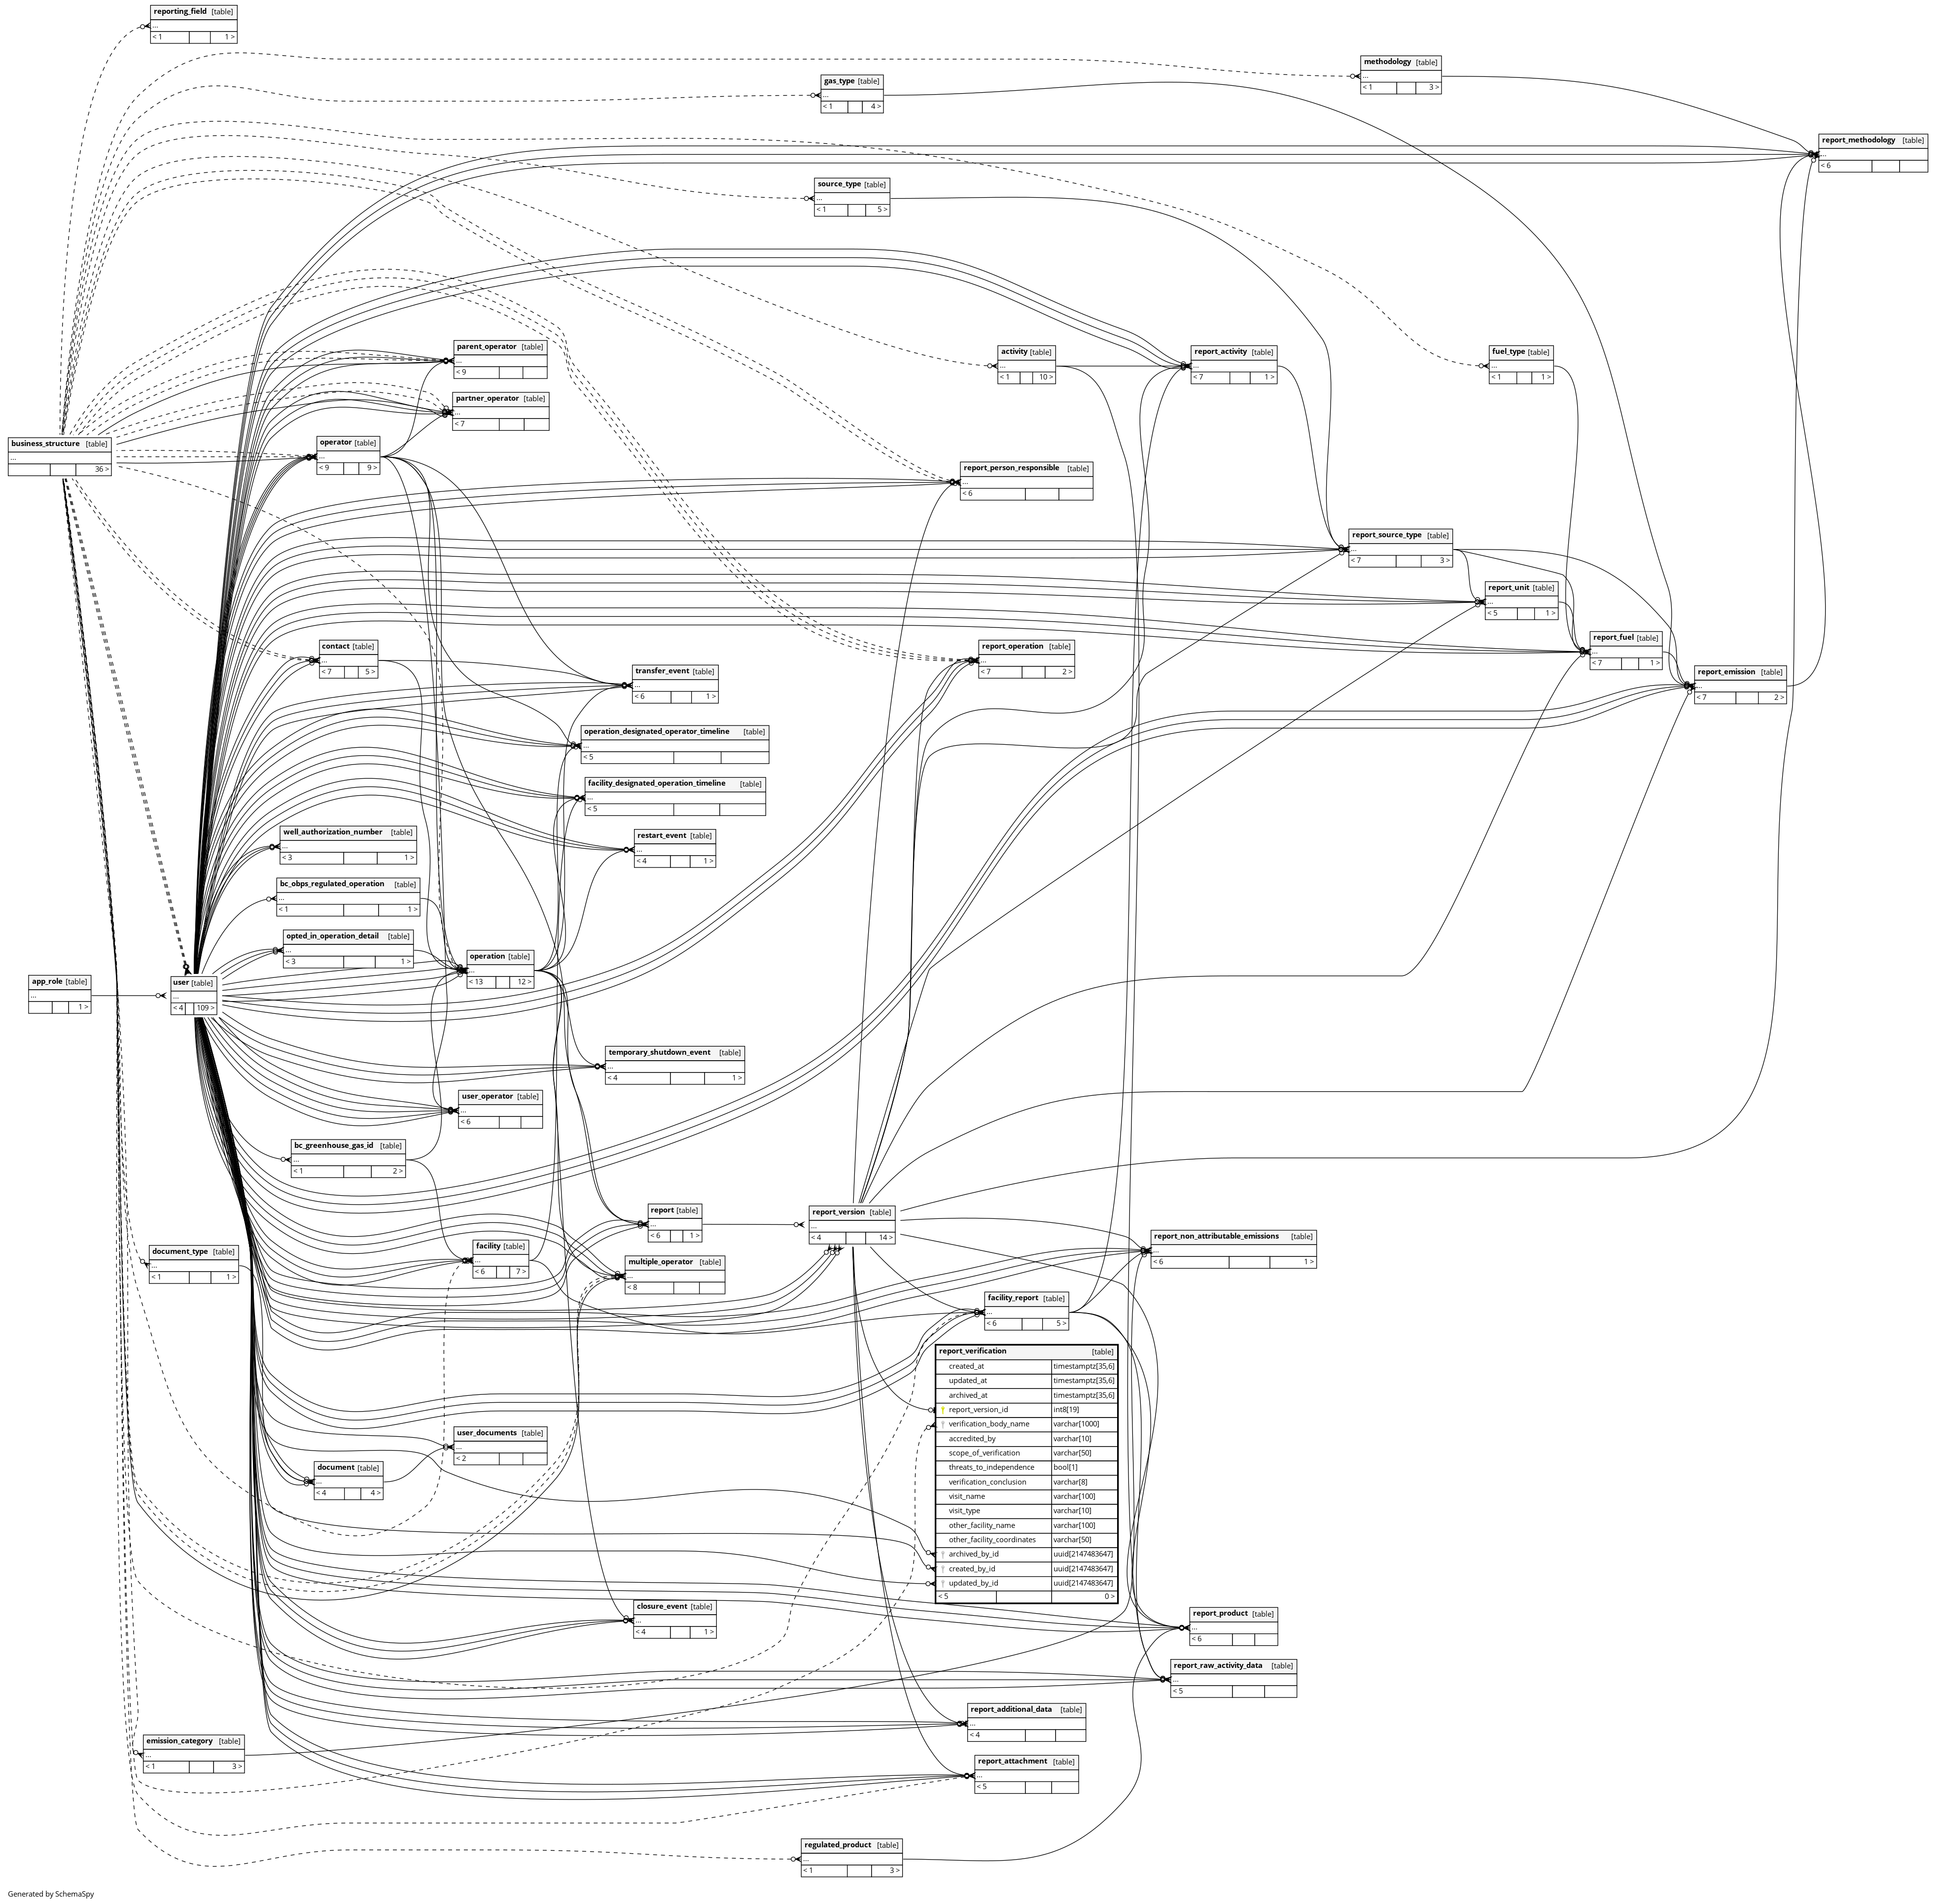 reporting_field [table]
...
< 1 1 >
methodology [table]
...
< 1 3 >
gas_type [table]
...
< 1 4 >
report_methodology [table]
...
< 6
source_type [table]
...
< 1 5 >
parent_operator [table]
...
< 9
activity [table]
...
< 1 10 >
report_activity [table]
...
< 7 1 >
fuel_type [table]
...
< 1 1 >
partner_operator [table]
...
< 7
business_structure [table]
...
36 >
operator [table]
...
< 9 9 >
report_person_responsible [table]
...
< 6
report_source_type [table]
...
< 7 3 >
report_unit [table]
...
< 5 1 >
contact [table]
...
< 7 5 >
report_operation [table]
...
< 7 2 >
report_fuel [table]
...
< 7 1 >
transfer_event [table]
...
< 6 1 >
report_emission [table]
...
< 7 2 >
operation_designated_operator_timeline [table]
...
< 5
facility_designated_operation_timeline [table]
...
< 5
well_authorization_number [table]
...
< 3 1 >
restart_event [table]
...
< 4 1 >
bc_obps_regulated_operation [table]
...
< 1 1 >
opted_in_operation_detail [table]
...
< 3 1 >
operation [table]
...
< 13 12 >
app_role [table]
...
1 >
user [table]
...
< 4 109 >
temporary_shutdown_event [table]
...
< 4 1 >
user_operator [table]
...
< 6
bc_greenhouse_gas_id [table]
...
< 1 2 >
report [table]
...
< 6 1 >
report_version [table]
...
< 4 14 >
document_type [table]
...
< 1 1 >
facility [table]
...
< 6 7 >
multiple_operator [table]
...
< 8
report_non_attributable_emissions [table]
...
< 6 1 >
facility_report [table]
...
< 6 5 >
report_verification [table]
created_at timestamptz[35,6]
updated_at timestamptz[35,6]
archived_at timestamptz[35,6]
report_version_id int8[19]
verification_body_name varchar[1000]
accredited_by varchar[10]
scope_of_verification varchar[50]
threats_to_independence bool[1]
verification_conclusion varchar[8]
visit_name varchar[100]
visit_type varchar[10]
other_facility_name varchar[100]
other_facility_coordinates varchar[50]
archived_by_id uuid[2147483647]
created_by_id uuid[2147483647]
updated_by_id uuid[2147483647]
< 5 0 >
user_documents [table]
...
< 2
document [table]
...
< 4 4 >
closure_event [table]
...
< 4 1 >
report_product [table]
...
< 6
report_raw_activity_data [table]
...
< 5
report_additional_data [table]
...
< 4
emission_category [table]
...
< 1 3 >
report_attachment [table]
...
< 5
regulated_product [table]
...
< 1 3 >
Generated by SchemaSpy